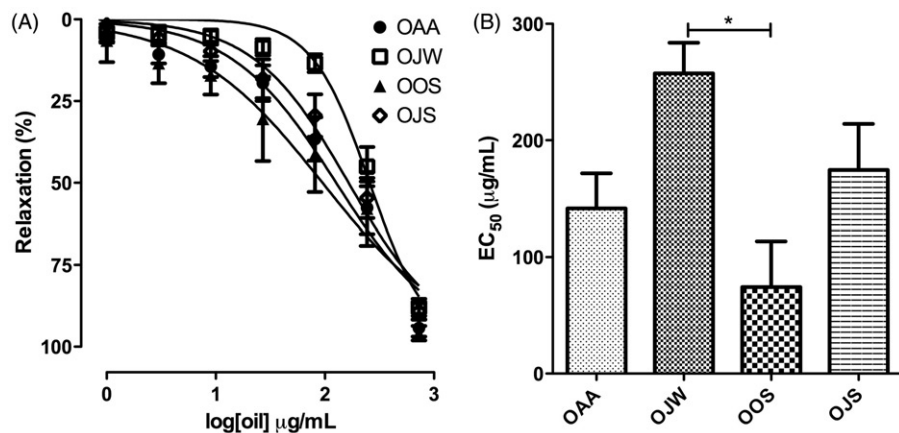 (A)
0
25
50
75
100
Relaxation (%)
0 1 2 3
log[oil] μg/mL
OAA
OJW
OOS
OJS
(B)
*
300
200
100
0
EC50 (μg/mL)
OAA OJW OOS OJS